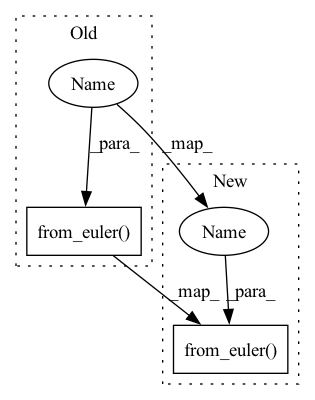 Old
Name
_para_
_map_
New
from_euler()
Name
_map_
_para_
from_euler()